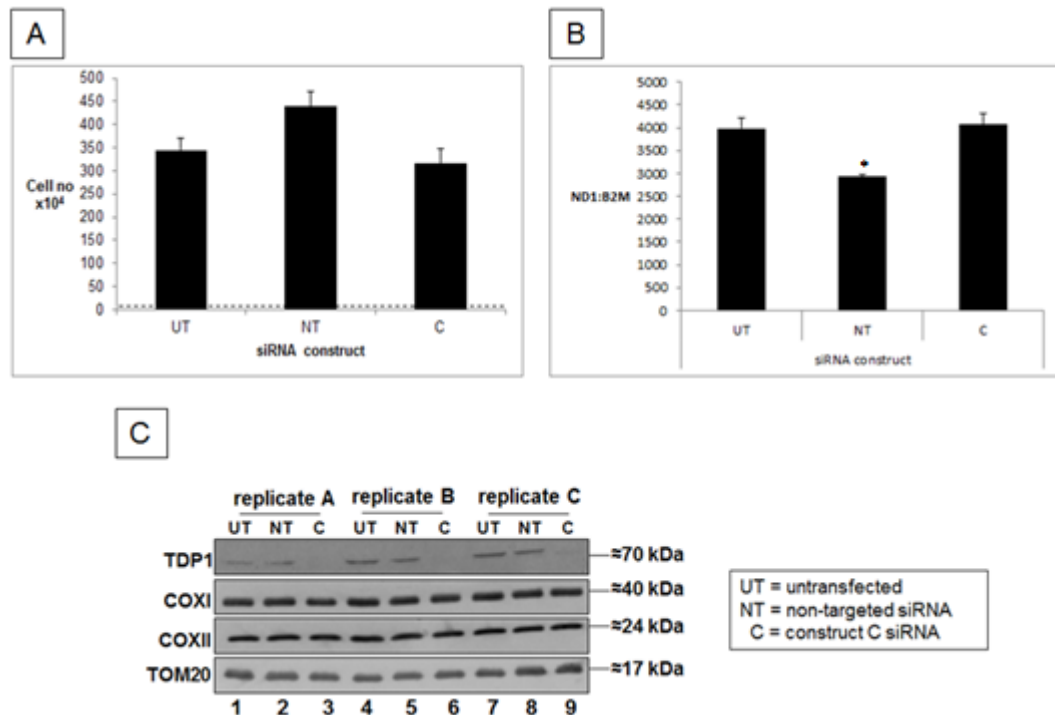 A
500
450
400
350
300
250
200
150
100
50
0
Cell no
x10⁴
UT NT C
siRNA construct
B
5000
4500
4000
3500
3000
2500
2000
1500
1000
500
0
ND1:B2M
*
UT NT C
siRNA construct
C
replicate A replicate B replicate C
UT NT C UT NT C UT NT C
TDP1 ≈70 kDa
COXI ≈40 kDa
COXII ≈24 kDa
TOM20 ≈17 kDa
1 2 3 4 5 6 7 8 9
UT = untransfected
NT = non-targeted siRNA
C = construct C siRNA